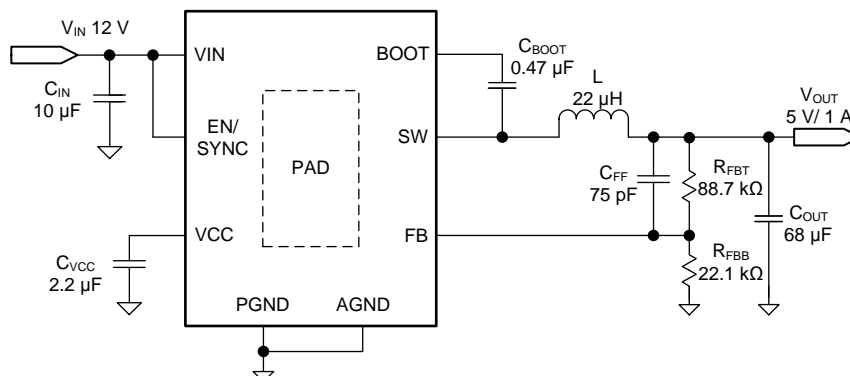 V_IN 12 V
VIN
BOOT
C_BOOT
0.47 µF
L
22 µH
C_IN
10 µF
V_OUT
5 V/ 1 A
EN/
SYNC
SW
PAD
C_FF
75 pF
R_FBT
88.7 kΩ
C_OUT
68 µF
VCC
FB
C_VCC
2.2 µF
R_FBB
22.1 kΩ
PGND
AGND